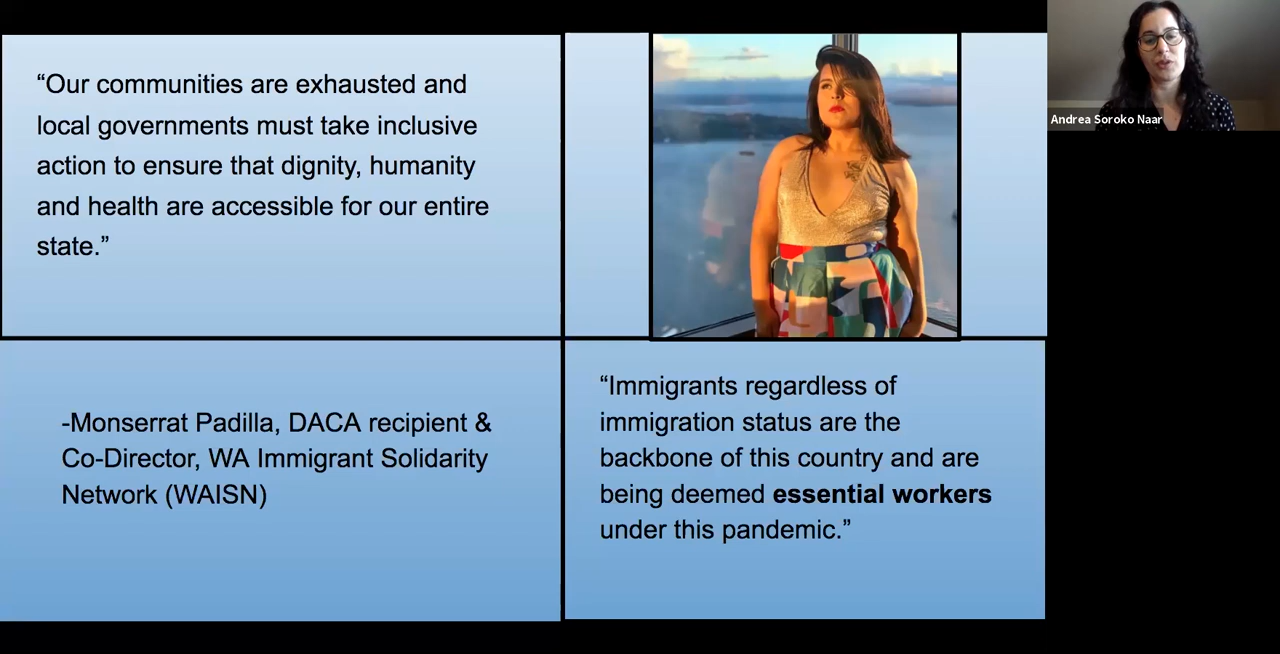 “Our communities are exhausted and
local governments must take inclusive
action to ensure that dignity, humanity
and health are accessible for our entire
state.”
Andrea Soroko Naar
-Monserrat Padilla, DACA recipient &
Co-Director, WA Immigrant Solidarity
Network (WAISN)
“Immigrants regardless of
immigration status are the
backbone of this country and are
being deemed essential workers
under this pandemic.”